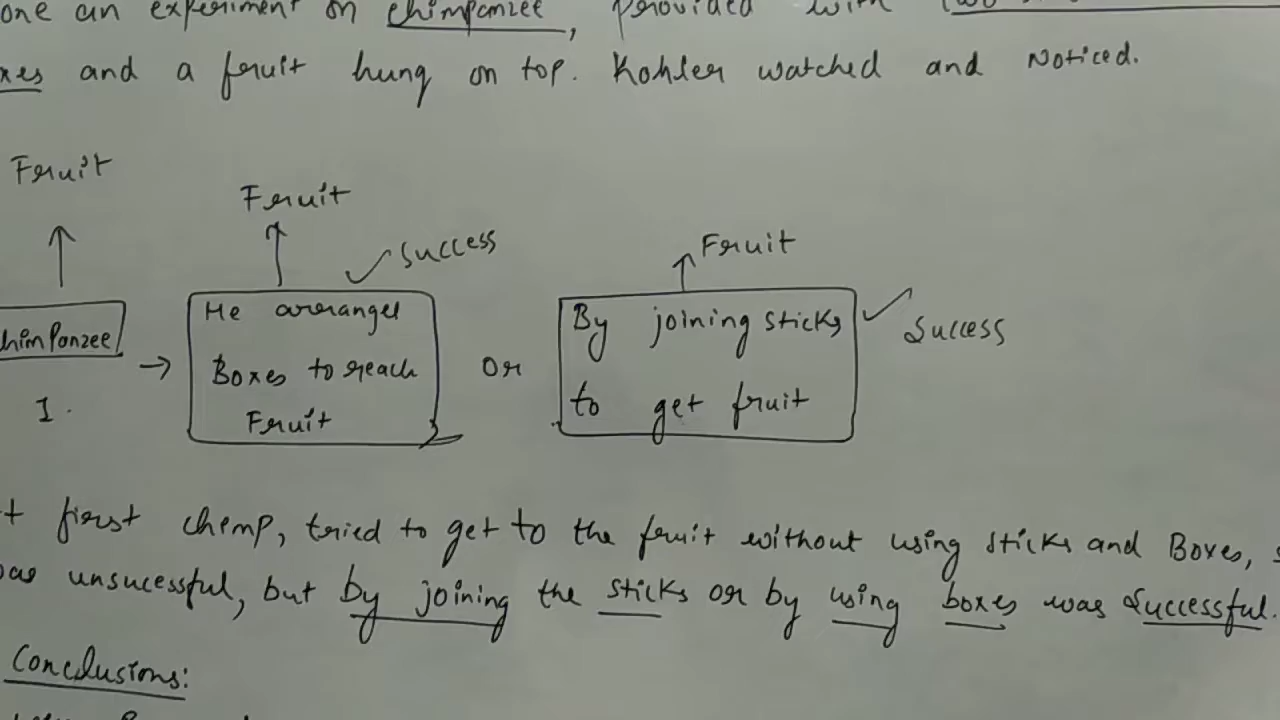 one an experiment on chimpanzee, provided with
xes and a fruit hung on top. Kohler watched and Noticed.
Fruit
Fruit
success
Fruit
himPanzee
1.
He arranges
Boxes to reach
Fruit
or
By joining sticks
to get fruit
Success
t first chimp, tried to get to the fruit without using sticks and Boxes, s
was unsucessful, but by joining the sticks or by using boxes was successful.
Conclusions: